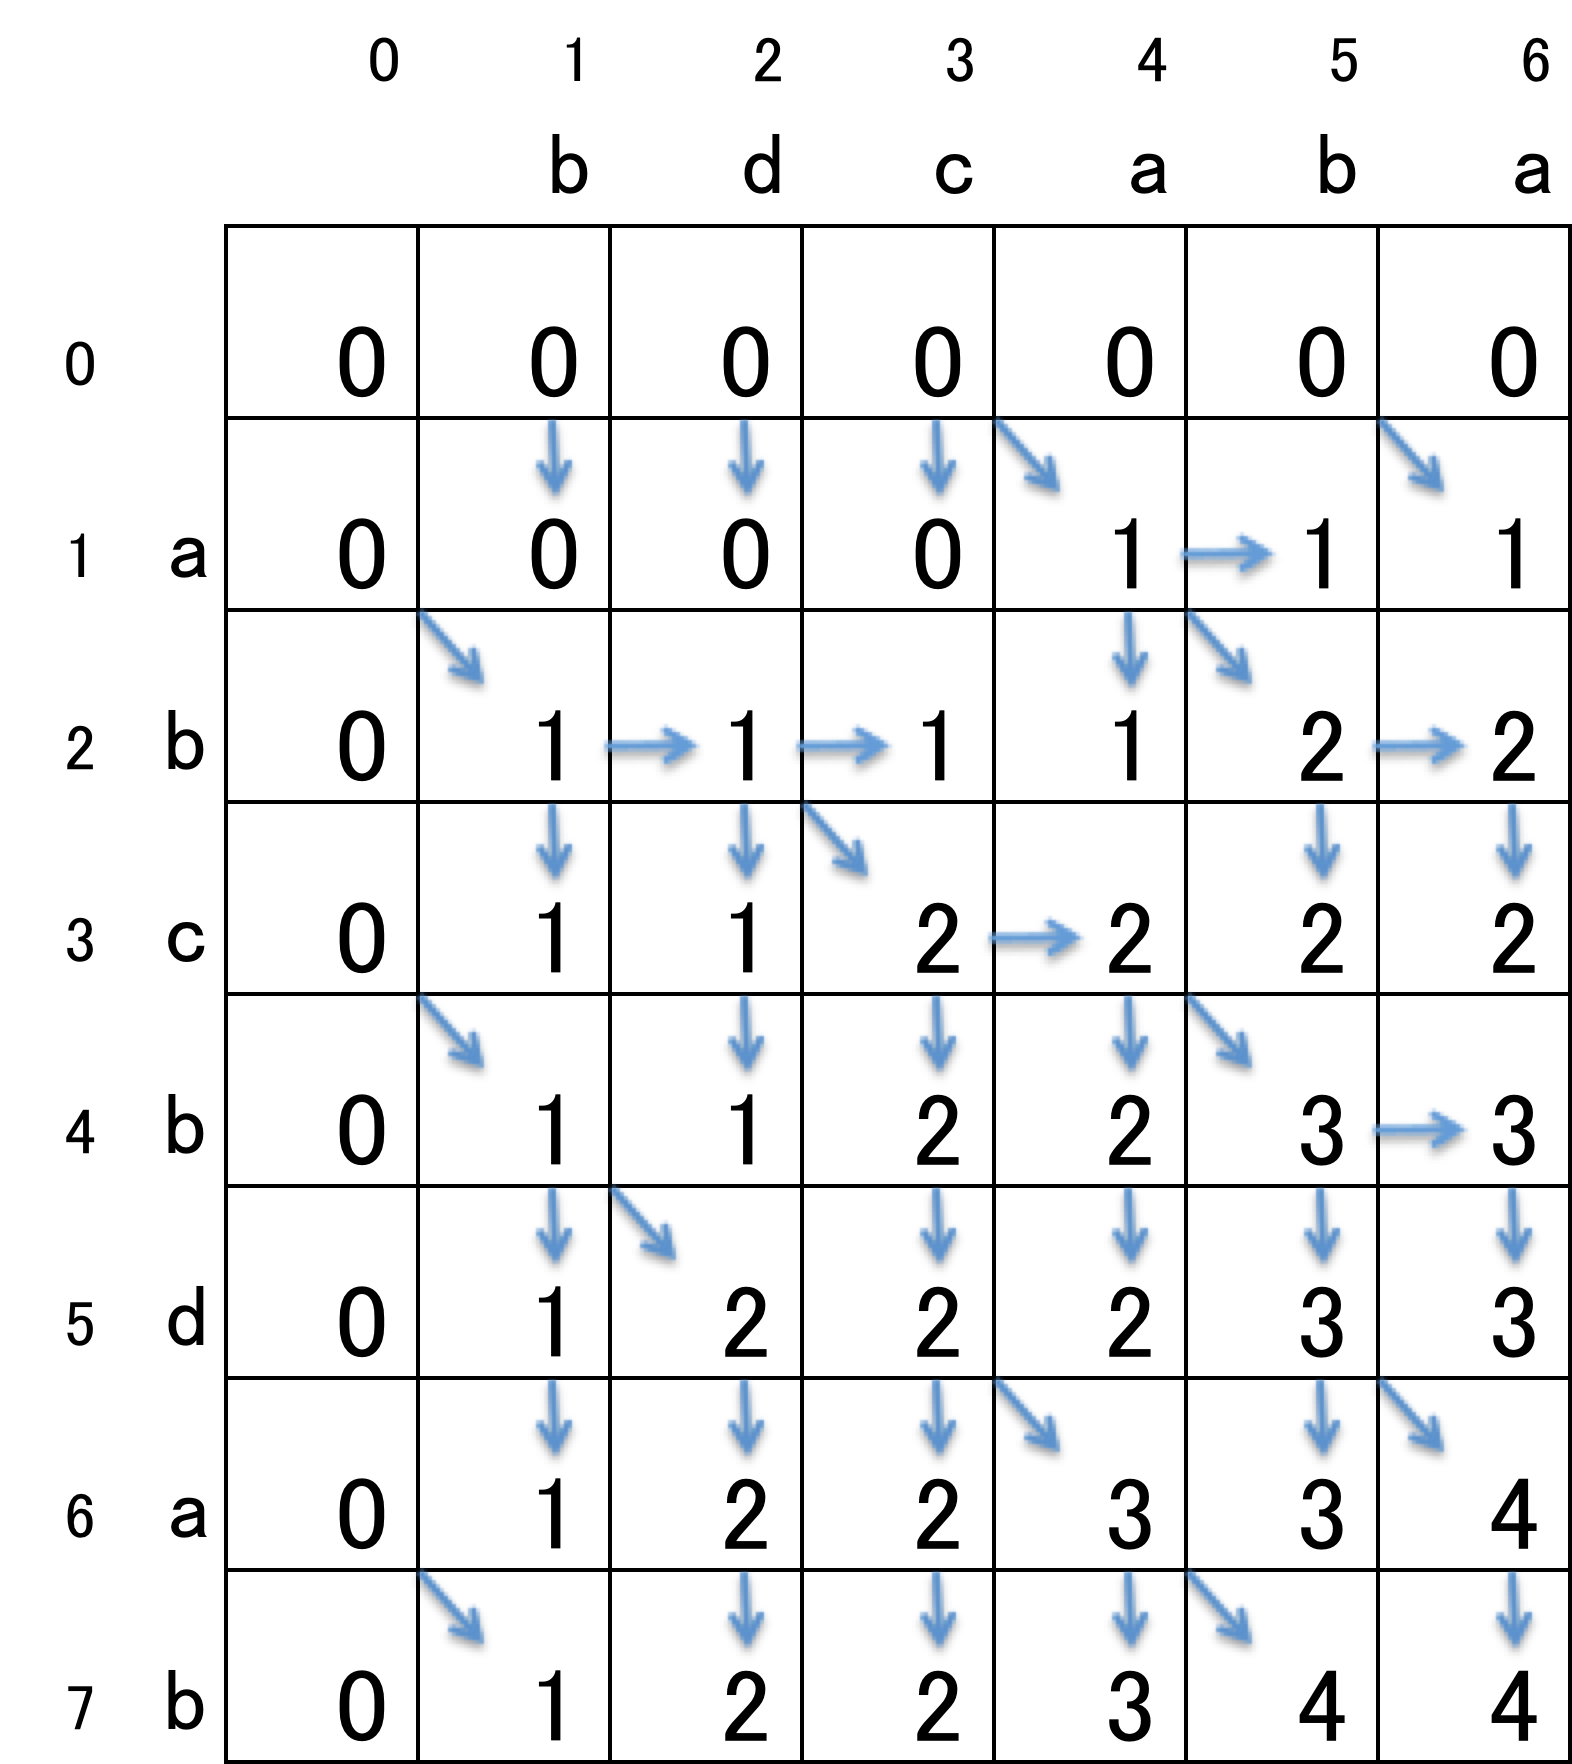 0 1 2 3 4 5 6
b d c a b a
0 0 0 0 0 0 0 0
1 a 0 0 0 0 1 1 1
2 b 0 1 1 1 1 2 2
3 c 0 1 1 2 2 2 2
4 b 0 1 1 2 2 3 3
5 d 0 1 2 2 2 3 3
6 a 0 1 2 2 3 3 4
7 b 0 1 2 2 3 4 4